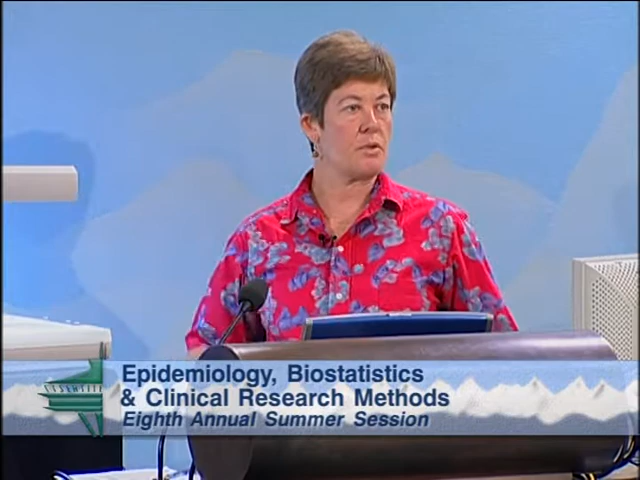 Epidemiology, Biostatistics
& Clinical Research Methods
Eighth Annual Summer Session